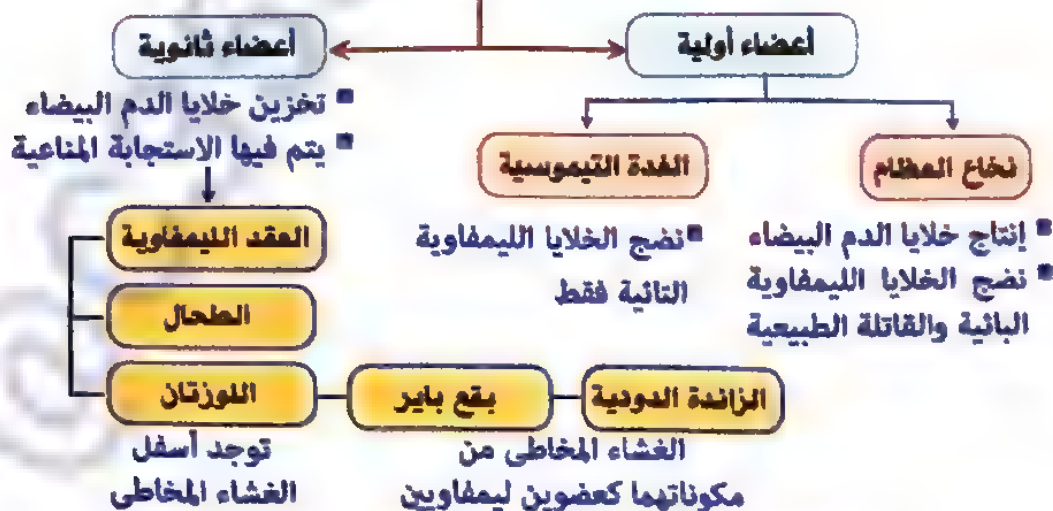 أعضاء أولية
أعضاء ثانوية
نخاع العظام
■ إنتاج خلايا الدم البيضاء
■ نضج الخلايا الليمفاوية
البائية والقاتلة الطبيعية
الغدة التيموسية
■ نضج الخلايا الليمفاوية
التائية فقط
■ تخزين خلايا الدم البيضاء
■ يتم فيها الاستجابة المناعية
العقد الليمفاوية
الطحال
اللوزتان
بقع باير
الزائدة الدودية
توجد أسفل
الغشاء المخاطى
الغشاء المخاطى من
مكوناتهما كعضوين ليمفاويين